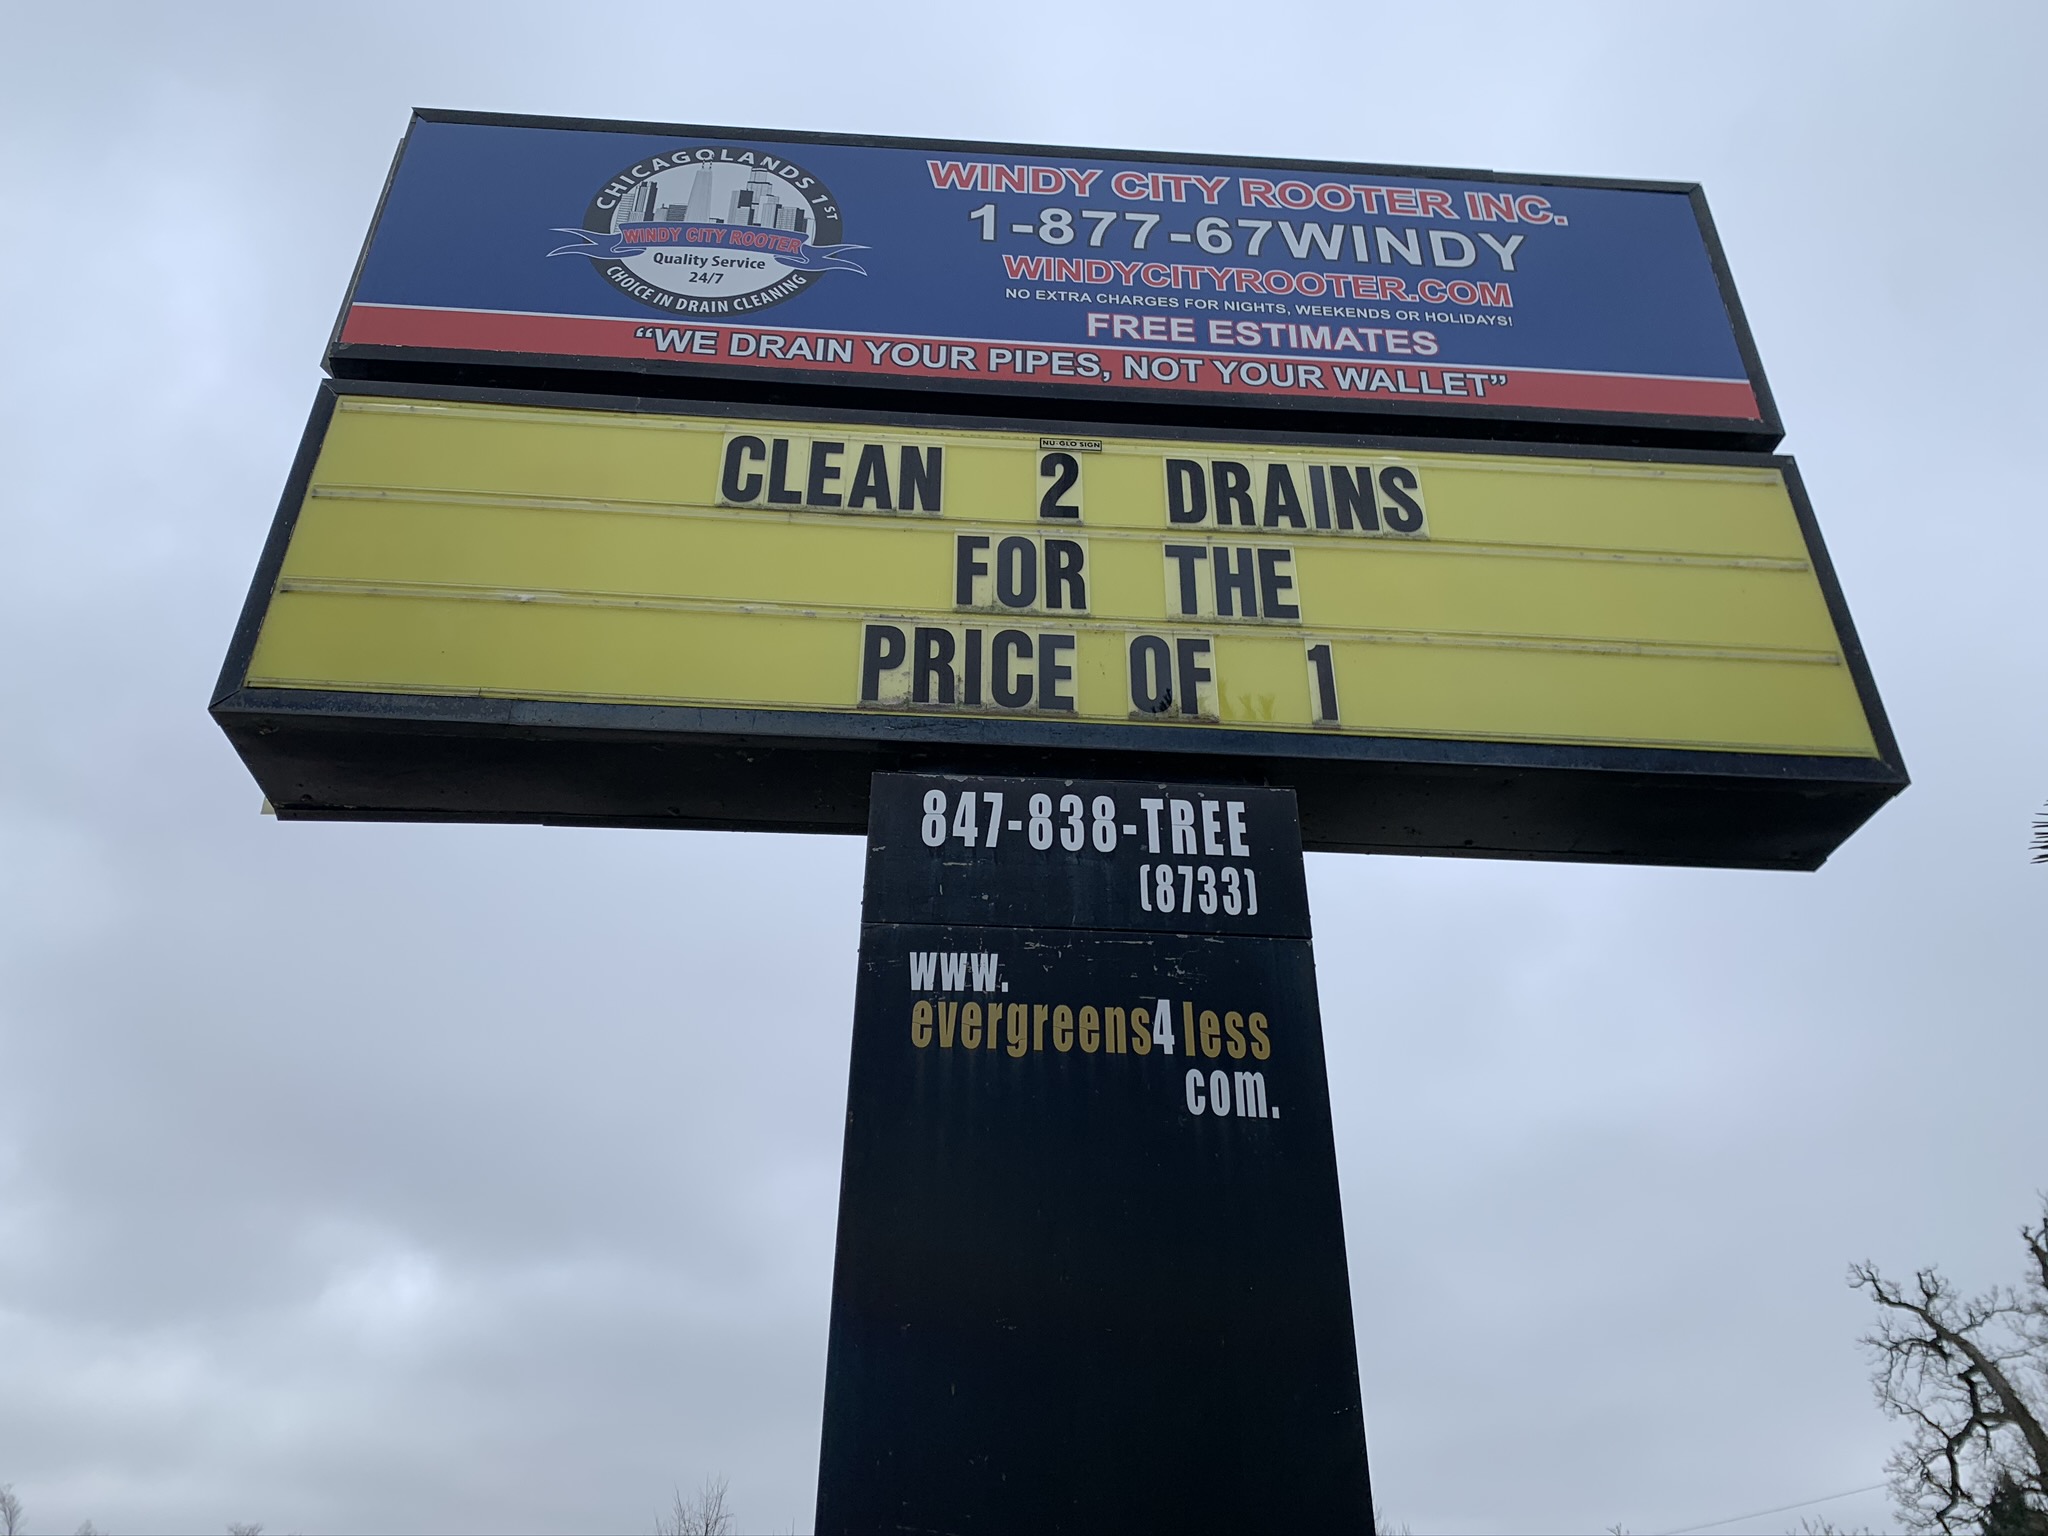 CHICAGOLANDS 1ST
WINDY CITY ROOTER
Quality Service
24/7
CHOICE IN DRAIN CLEANING
WINDY CITY ROOTER INC.
1-877-67WINDY
WINDYCITYROOTER.COM
NO EXTRA CHARGES FOR NIGHTS, WEEKENDS OR HOLIDAYS!
FREE ESTIMATES
“WE DRAIN YOUR PIPES, NOT YOUR WALLET”
NU GLO SIGN
CLEAN 2 DRAINS
FOR THE
PRICE OF 1
847-838-TREE
(8733)
www.
evergreens4less
com.